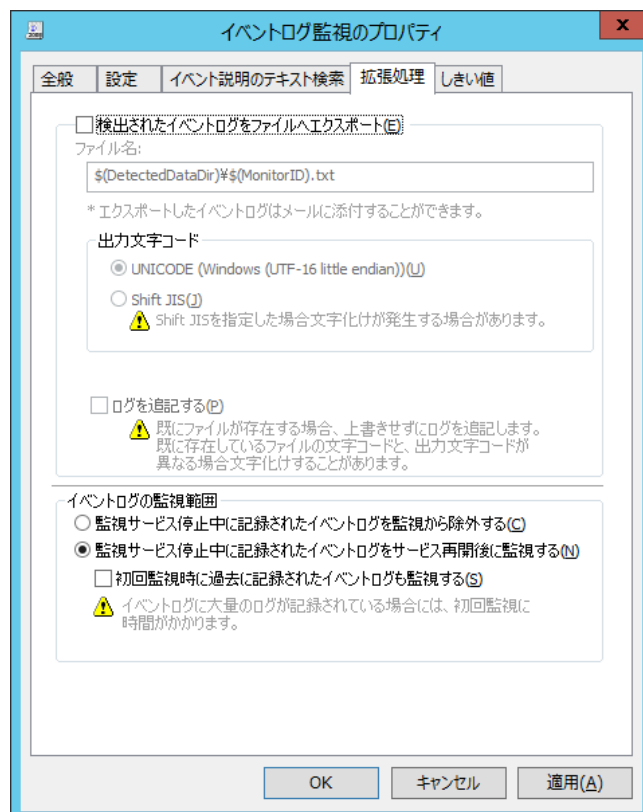 イベントログ監視のプロパティ
全般 設定 イベント説明のテキスト検索 拡張処理 しきい値
検出されたイベントログをファイルへエクスポート(E)
ファイル名:
$(DetectedDataDir)¥$(MonitorID).txt
* エクスポートしたイベントログはメールに添付することができます。
出力文字コード
UNICODE (Windows (UTF-16 little endian))(U)
Shift JIS(J)
Shift JISを指定した場合文字化けが発生する場合があります。
ログを追記する(P)
既にファイルが存在する場合、上書きせずにログを追記します。
既に存在しているファイルの文字コードと、出力文字コードが
異なる場合文字化けすることがあります。
イベントログの監視範囲
監視サービス停止中に記録されたイベントログを監視から除外する(C)
監視サービス停止中に記録されたイベントログをサービス再開後に監視する(N)
初回監視時に過去に記録されたイベントログも監視する(S)
イベントログに大量のログが記録されている場合には、初回監視に
時間がかかります。
OK キャンセル 適用(A)